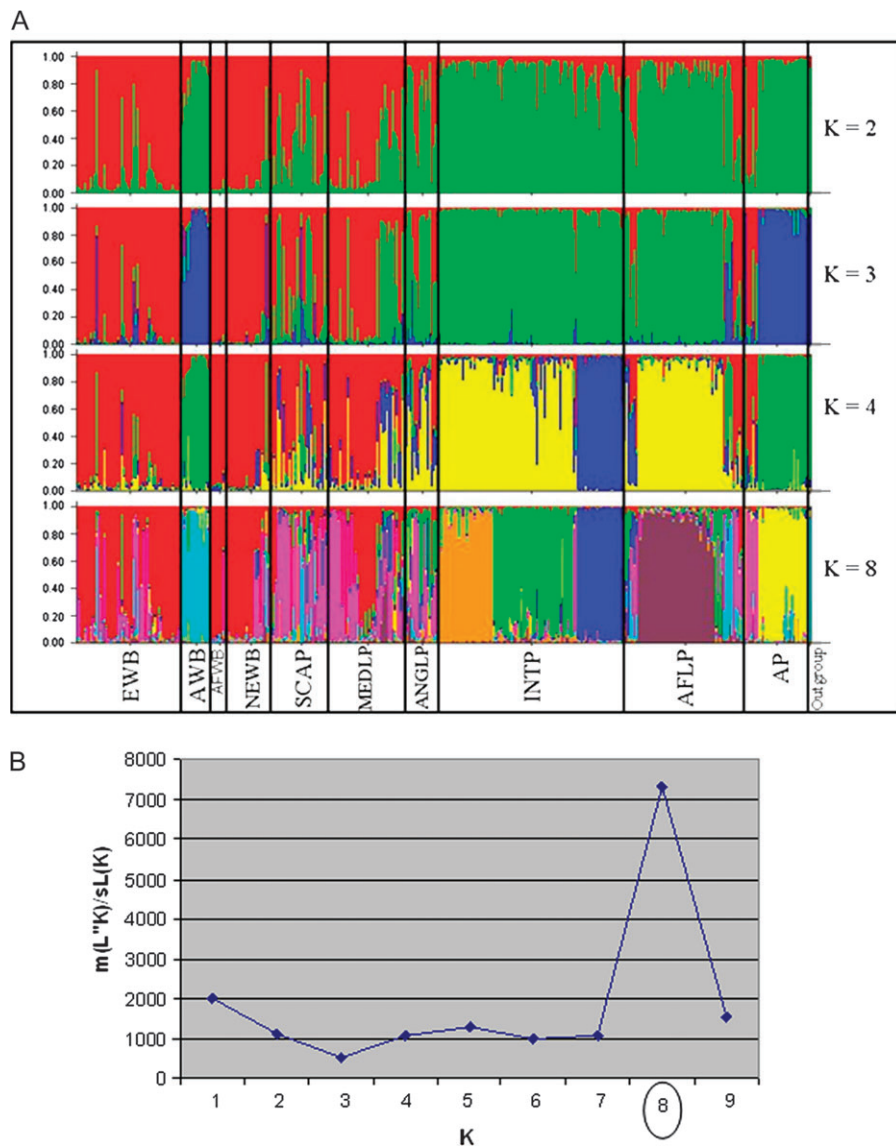 A
1.00
0.80
0.60
0.40
0.20
0.00
K = 2
1.00
0.80
0.60
0.40
0.20
0.00
K = 3
1.00
0.80
0.60
0.40
0.20
0.00
K = 4
1.00
0.80
0.60
0.40
0.20
0.00
K = 8
EWB
AWB
AFWB
NEWB
SCAP
MEDLP
ANGLP
INTP
AFLP
AP
Outgroup
B
m(L"K)/sL(K)
8000
7000
6000
5000
4000
3000
2000
1000
0
1 2 3 4 5 6 7 8 9
K